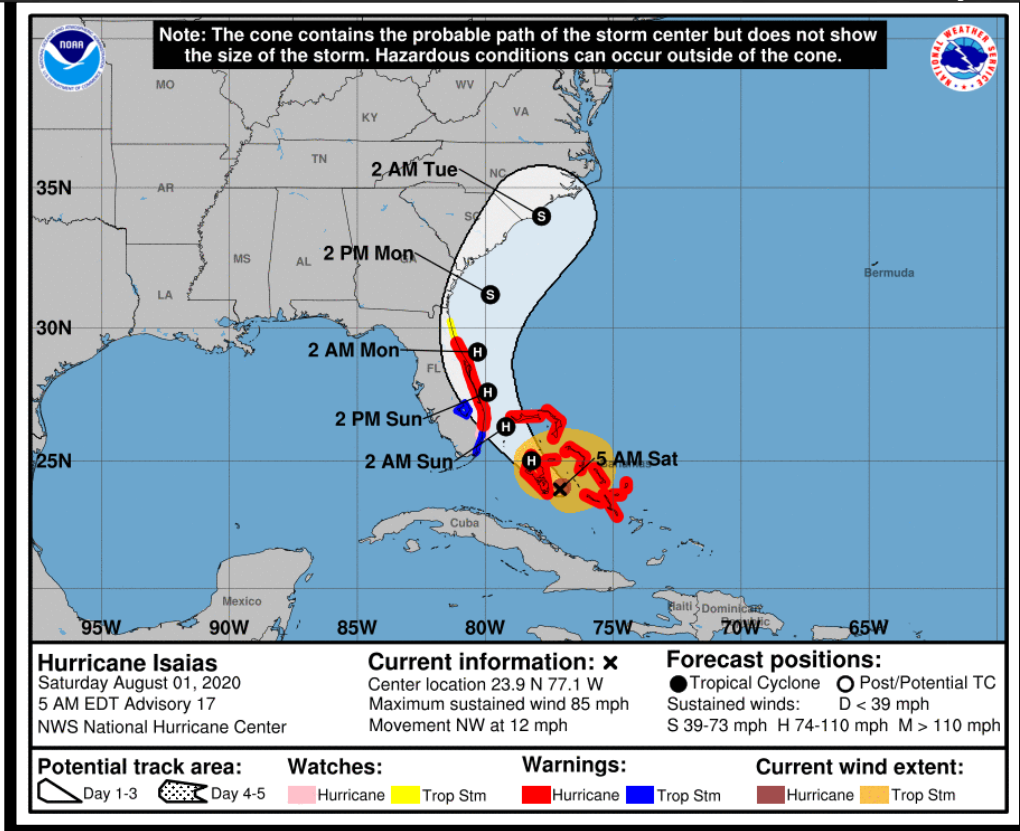 Note: The cone contains the probable path of the storm center but does not show
the size of the storm. Hazardous conditions can occur outside of the cone.
NOAA
NATIONAL WEATHER SERVICE
MO
WV
VA
KY
TN
NC
2 AM Tue
35N
AR
SC
S
MS
AL
GA
2 PM Mon
S
Bermuda
LA
30N
2 AM Mon
H
FL
H
2 PM Sun
H
2 AM Sun
H
5 AM Sat
25N
Bahamas
Cuba
Mexico
Haiti
Dominican
Republic
95W
90W
85W
80W
75W
70W
65W
Hurricane Isaias
Saturday August 01, 2020
5 AM EDT Advisory 17
NWS National Hurricane Center
Current information: x
Center location 23.9 N 77.1 W
Maximum sustained wind 85 mph
Movement NW at 12 mph
Forecast positions:
Tropical Cyclone Post/Potential TC
Sustained winds: D < 39 mph
S 39-73 mph H 74-110 mph M > 110 mph
Potential track area:
Day 1-3 Day 4-5
Watches:
Hurricane Trop Stm
Warnings:
Hurricane Trop Stm
Current wind extent:
Hurricane Trop Stm